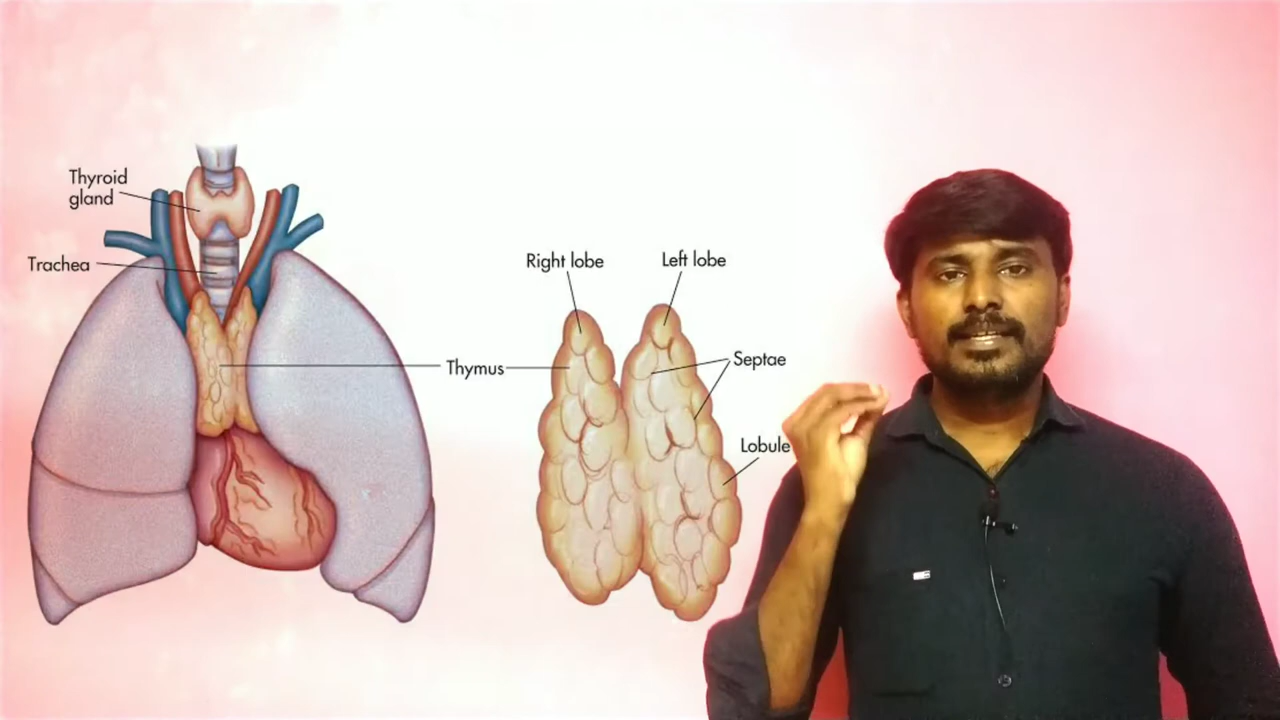 Thyroid
gland
Trachea
Thymus
Right lobe
Left lobe
Septae
Lobule